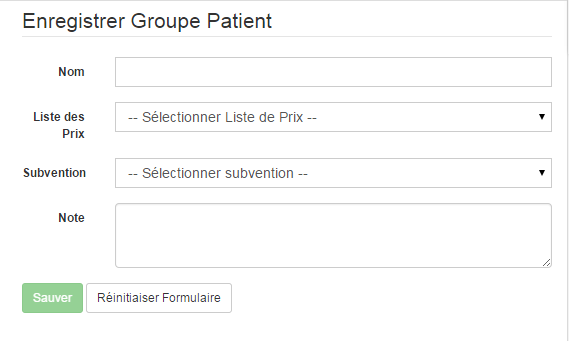 Enregistrer Groupe Patient
Nom
Liste des
Prix
-- Sélectionner Liste de Prix --
Subvention
-- Sélectionner subvention --
Note
Sauver
Réinitiaiser Formulaire